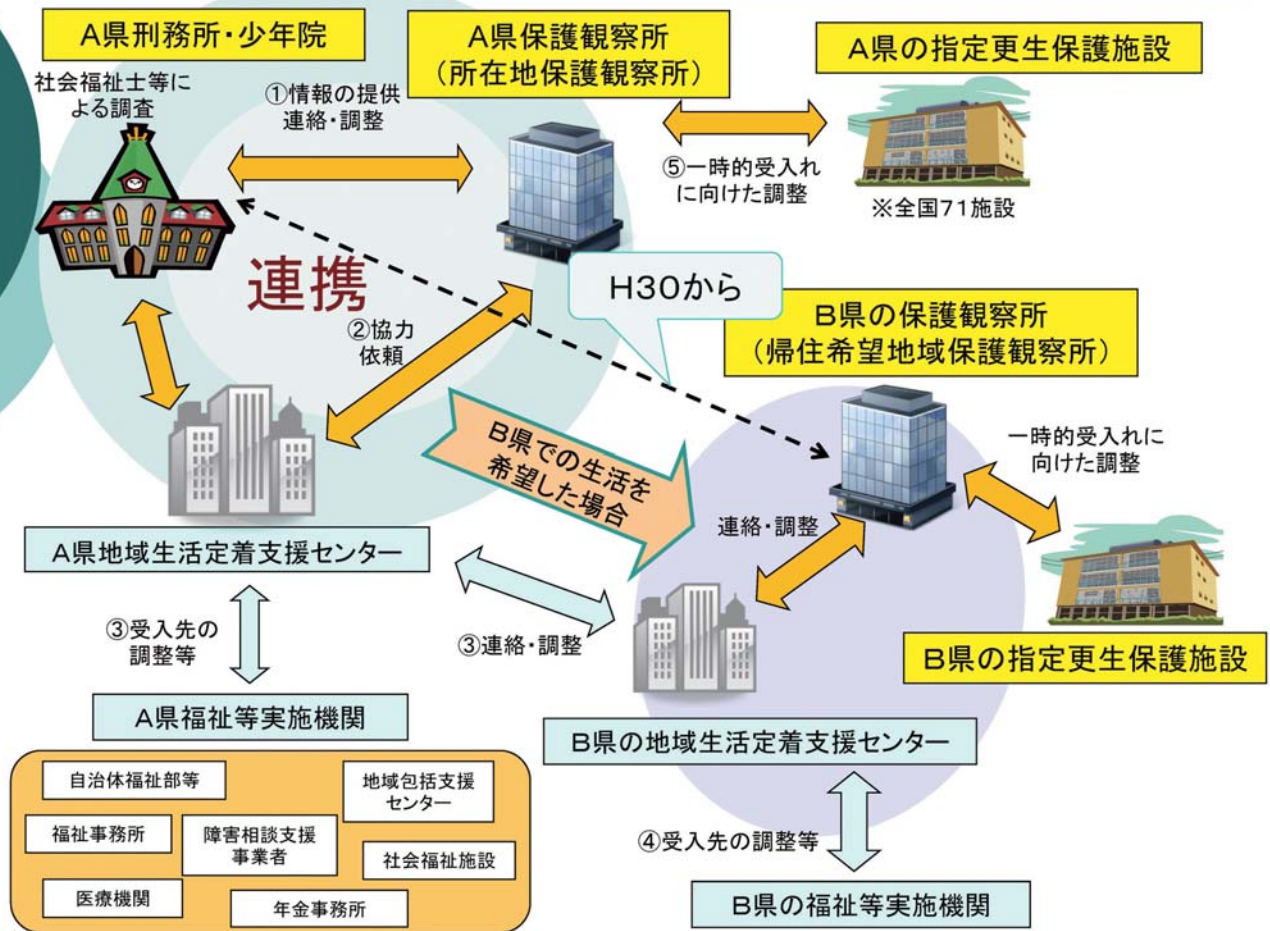 A県刑務所・少年院
社会福祉士等に
よる調査
①情報の提供
連絡・調整
A県保護観察所
(所在地保護観察所)
A県の指定更生保護施設
⑤一時的受入れ
に向けた調整
※全国71施設
連携
②協力
依頼
H30から
B県の保護観察所
(帰住希望地域保護観察所)
B県での生活を
希望した場合
一時的受入れに
向けた調整
連絡・調整
A県地域生活定着支援センター
③受入先の
調整等
③連絡・調整
B県の指定更生保護施設
A県福祉等実施機関
B県の地域生活定着支援センター
自治体福祉部等
地域包括支援
センター
福祉事務所
障害相談支援
事業者
社会福祉施設
医療機関
年金事務所
④受入先の調整等
B県の福祉等実施機関